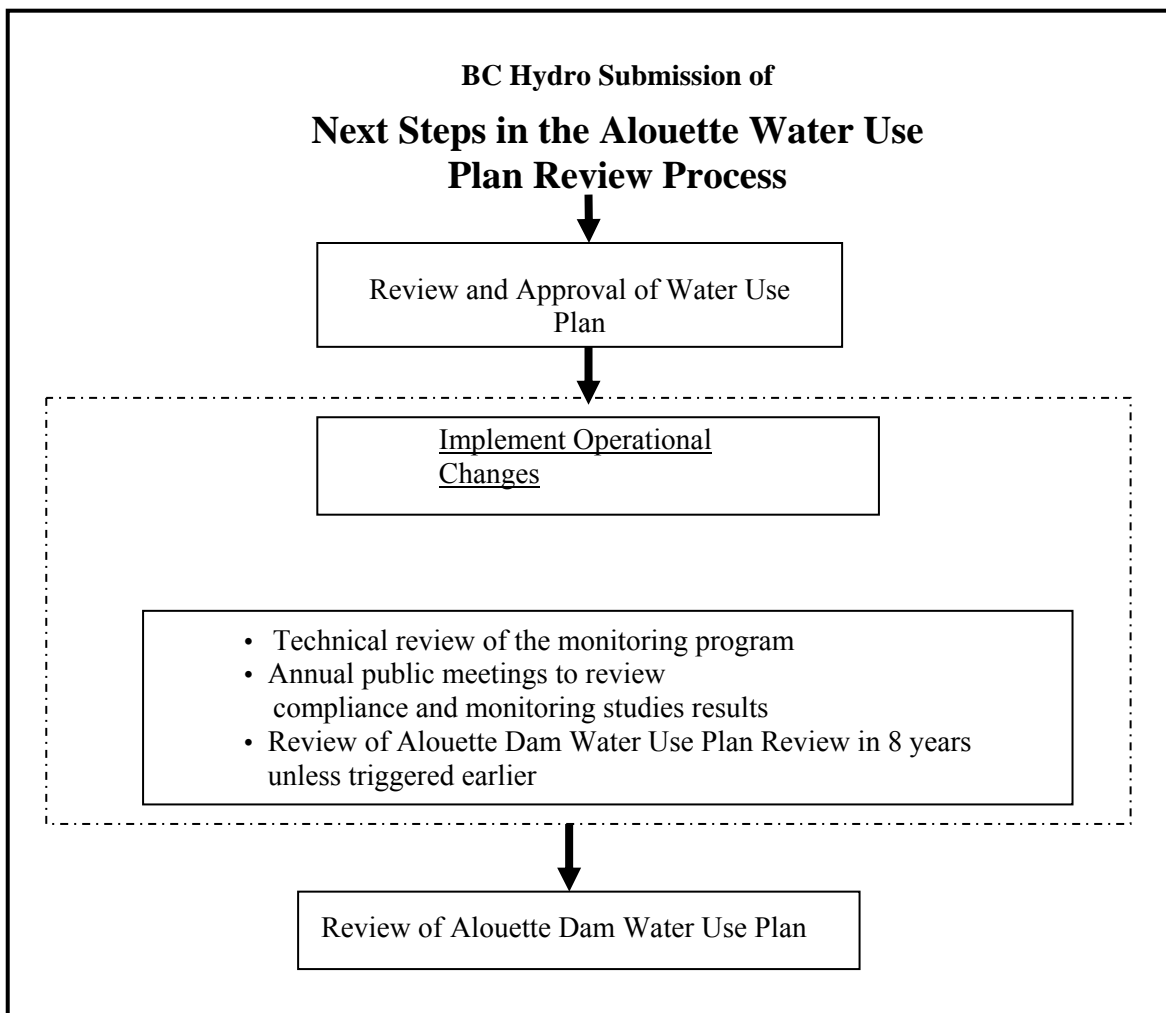 BC Hydro Submission of
Next Steps in the Alouette Water Use
Plan Review Process
Review and Approval of Water Use
Plan
Implement Operational
Changes
• Technical review of the monitoring program
• Annual public meetings to review
compliance and monitoring studies results
• Review of Alouette Dam Water Use Plan Review in 8 years
unless triggered earlier
Review of Alouette Dam Water Use Plan